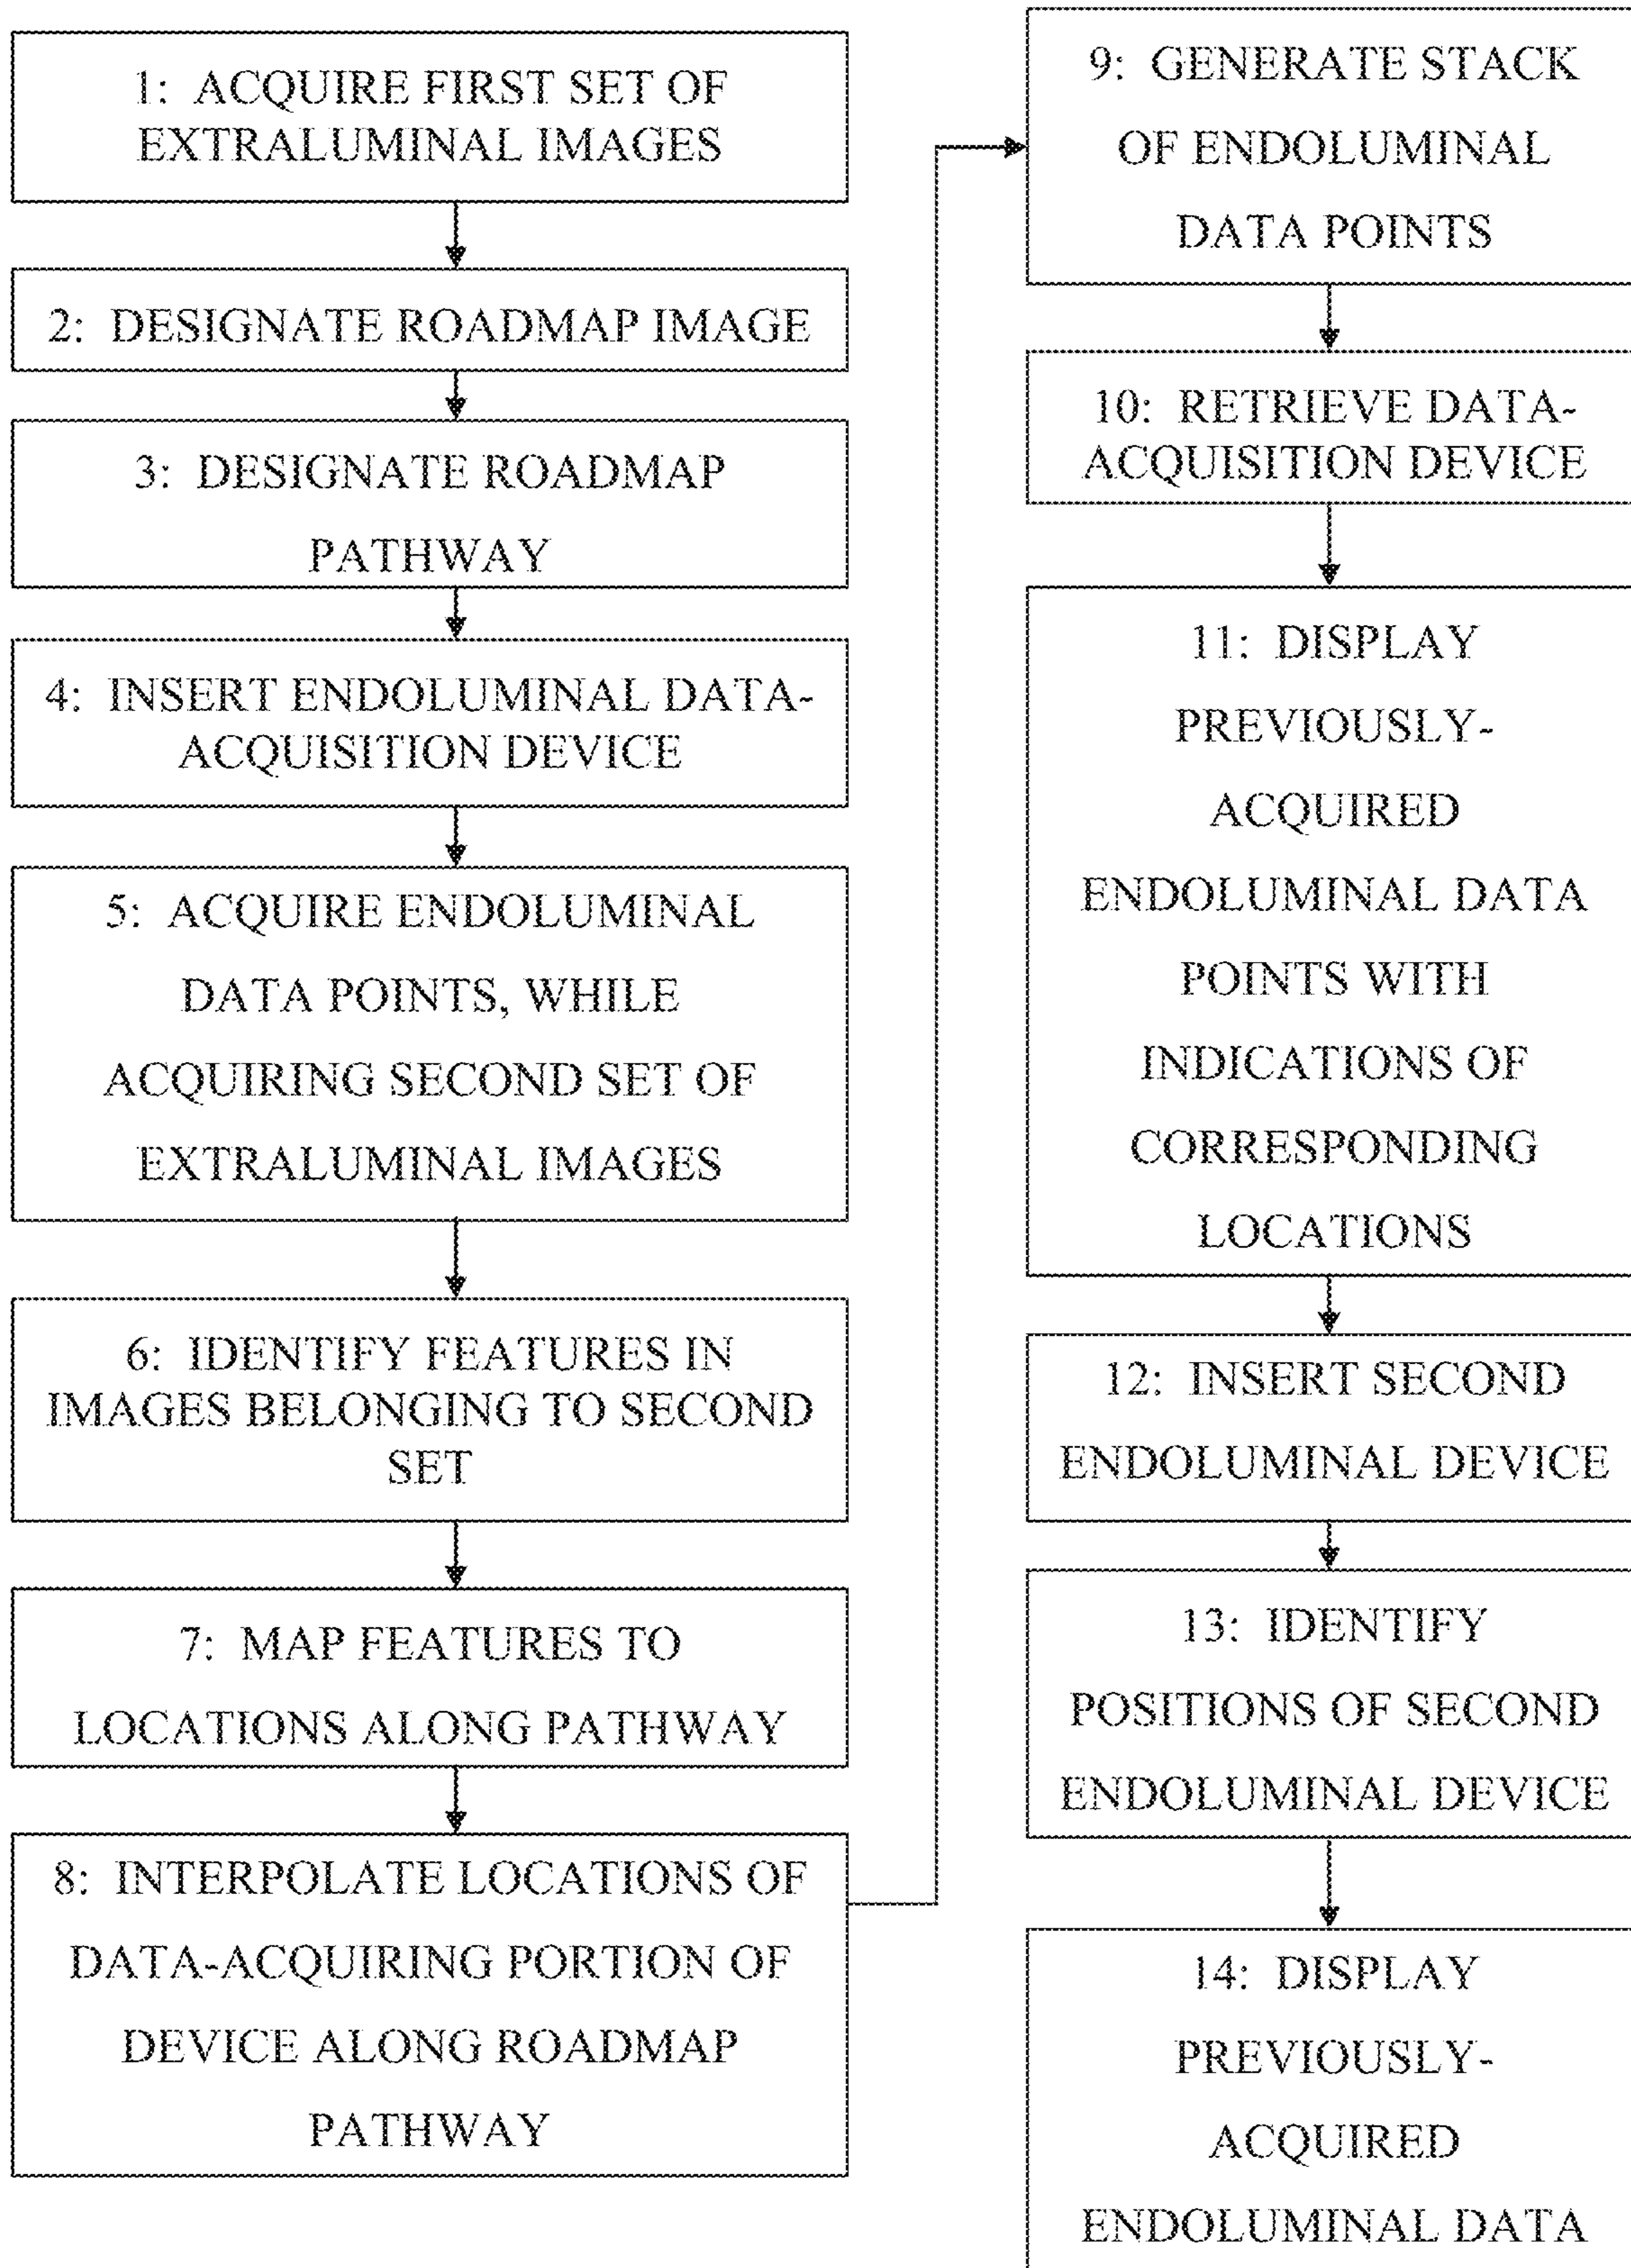 1: ACQUIRE FIRST SET OF
EXTRALUMINAL IMAGES
2: DESIGNATE ROADMAP IMAGE
3: DESIGNATE ROADMAP
PATHWAY
4: INSERT ENDOLUMINAL DATA-
ACQUISITION DEVICE
5: ACQUIRE ENDOLUMINAL
DATA POINTS, WHILE
ACQUIRING SECOND SET OF
EXTRALUMINAL IMAGES
6: IDENTIFY FEATURES IN
IMAGES BELONGING TO SECOND
SET
7: MAP FEATURES TO
LOCATIONS ALONG PATHWAY
8: INTERPOLATE LOCATIONS OF
DATA-ACQUIRING PORTION OF
DEVICE ALONG ROADMAP
PATHWAY
9: GENERATE STACK
OF ENDOLUMINAL
DATA POINTS
10: RETRIEVE DATA-
ACQUISITION DEVICE
11: DISPLAY
PREVIOUSLY-
ACQUIRED
ENDOLUMINAL DATA
POINTS WITH
INDICATIONS OF
CORRESPONDING
LOCATIONS
12: INSERT SECOND
ENDOLUMINAL DEVICE
13: IDENTIFY
POSITIONS OF SECOND
ENDOLUMINAL DEVICE
14: DISPLAY
PREVIOUSLY-
ACQUIRED
ENDOLUMINAL DATA